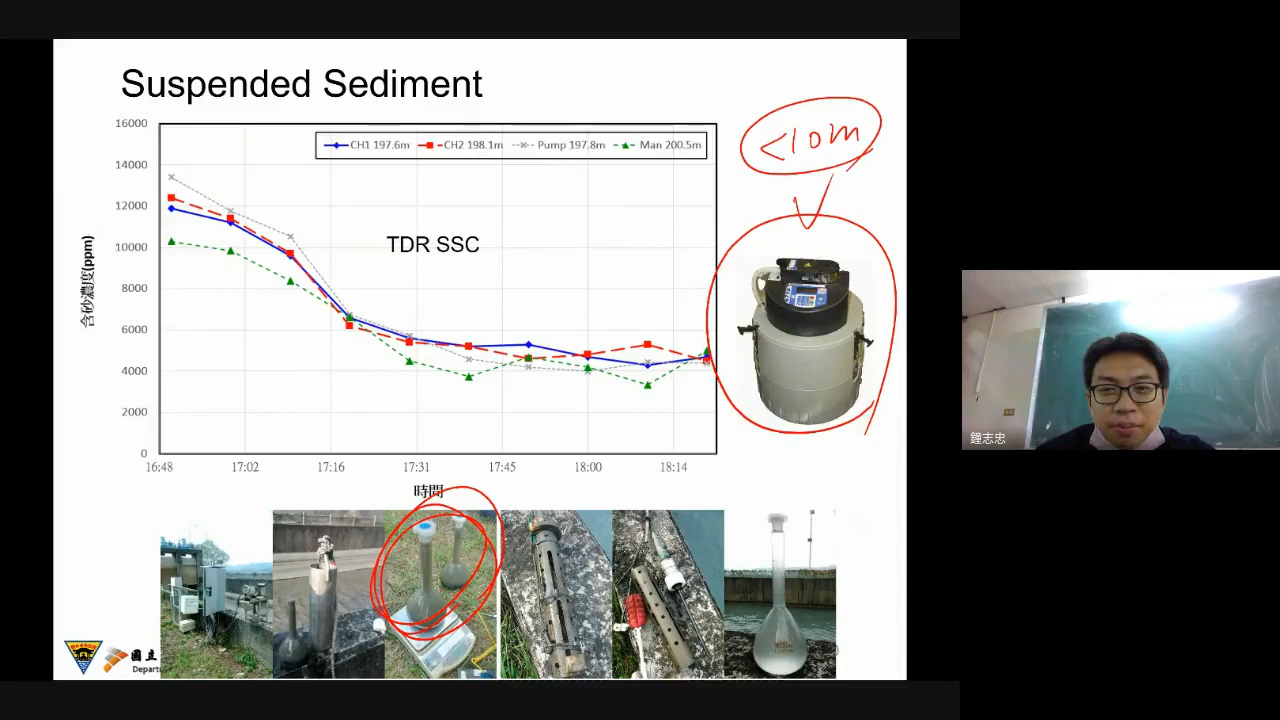 Suspended Sediment
<10m
16000
14000
12000
10000
8000
6000
4000
2000
0
含砂濃度(ppm)
CH1 197.6m
CH2 198.1m
Pump 197.8m
Man 200.5m
TDR SSC
16:48
17:02
17:16
17:31
17:45
18:00
18:14
時間
國立
Depart
鐘志忠